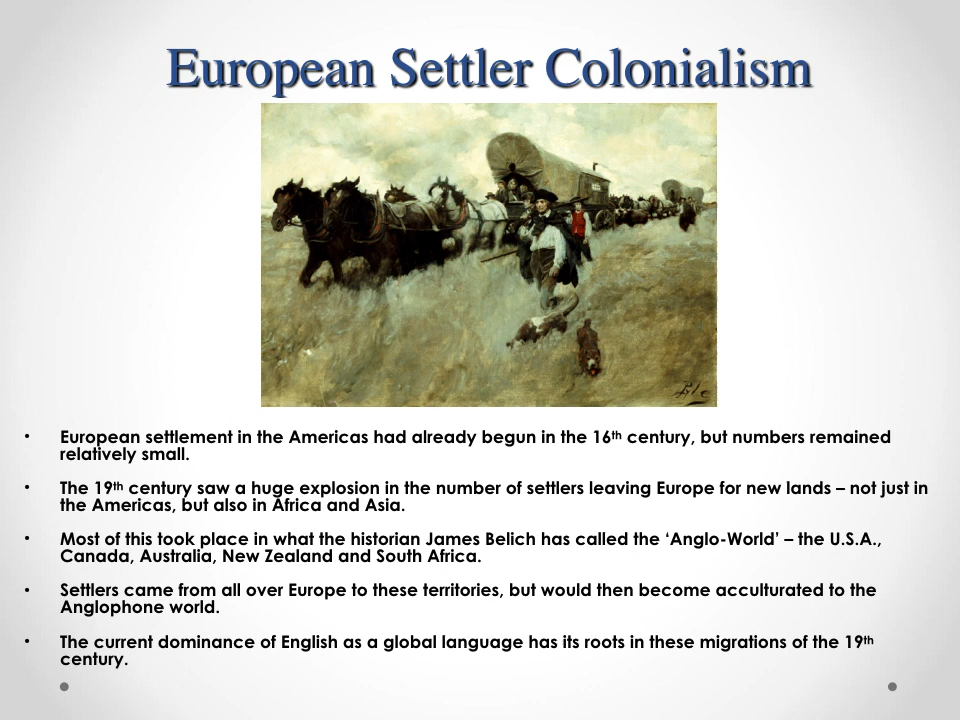 European Settler Colonialism
• European settlement in the Americas had already begun in the 16th century, but numbers remained
relatively small.
• The 19th century saw a huge explosion in the number of settlers leaving Europe for new lands – not just in
the Americas, but also in Africa and Asia.
• Most of this took place in what the historian James Belich has called the ‘Anglo-World’ – the U.S.A.,
Canada, Australia, New Zealand and South Africa.
• Settlers came from all over Europe to these territories, but would then become acculturated to the
Anglophone world.
• The current dominance of English as a global language has its roots in these migrations of the 19th
century.